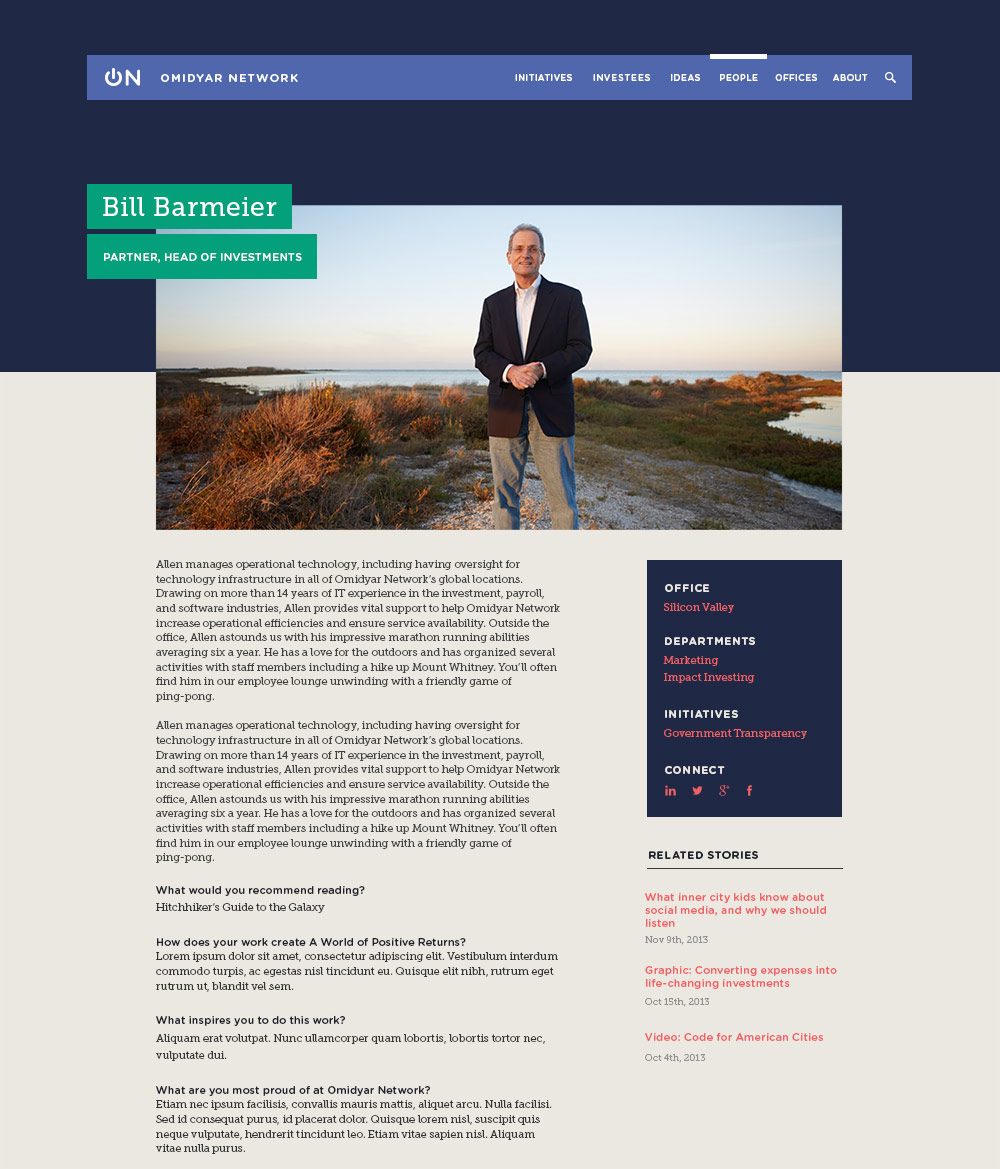 ON OMIDYAR NETWORK INITIATIVES INVESTEES IDEAS PEOPLE OFFICES ABOUT
Bill Barmeier
PARTNER, HEAD OF INVESTMENTS
Allen manages operational technology, including having oversight for
technology infrastructure in all of Omidyar Network's global locations.
Drawing on more than 14 years of IT experience in the investment, payroll,
and software industries, Allen provides vital support to help Omidyar Network
increase operational efficiencies and ensure service availability. Outside the
office, Allen astounds us with his impressive marathon running abilities
averaging six a year. He has a love for the outdoors and has organized several
activities with staff members including a hike up Mount Whitney. You'll often
find him in our employee lounge unwinding with a friendly game of
ping-pong.
Allen manages operational technology, including having oversight for
technology infrastructure in all of Omidyar Network's global locations.
Drawing on more than 14 years of IT experience in the investment, payroll,
and software industries, Allen provides vital support to help Omidyar Network
increase operational efficiencies and ensure service availability. Outside the
office, Allen astounds us with his impressive marathon running abilities
averaging six a year. He has a love for the outdoors and has organized several
activities with staff members including a hike up Mount Whitney. You'll often
find him in our employee lounge unwinding with a friendly game of
ping-pong.
What would you recommend reading?
Hitchhiker's Guide to the Galaxy
How does your work create A World of Positive Returns?
Lorem ipsum dolor sit amet, consectetur adipiscing elit. Vestibulum interdum
commodo turpis, ac egestas nisl tincidunt eu. Quisque elit nibh, rutrum eget
rutrum ut, blandit vel sem.
What inspires you to do this work?
Aliquam erat volutpat. Nunc ullamcorper quam lobortis, lobortis tortor nec,
vulputate dui.
What are you most proud of at Omidyar Network?
Etiam nec ipsum facilisis, convallis mauris mattis, aliquet arcu. Nulla facilisi.
Sed id consequat purus, id placerat dolor. Quisque lorem nisl, suscipit quis
neque vulputate, hendrerit tincidunt leo. Etiam vitae sapien nisl. Aliquam
vitae nulla purus.
OFFICE
Silicon Valley
DEPARTMENTS
Marketing
Impact Investing
INITIATIVES
Government Transparency
CONNECT
in g+ f
RELATED STORIES
What inner city kids know about
social media, and why we should
listen
Nov 9th, 2013
Graphic: Converting expenses into
life-changing investments
Oct 15th, 2013
Video: Code for American Cities
Oct 4th, 2013